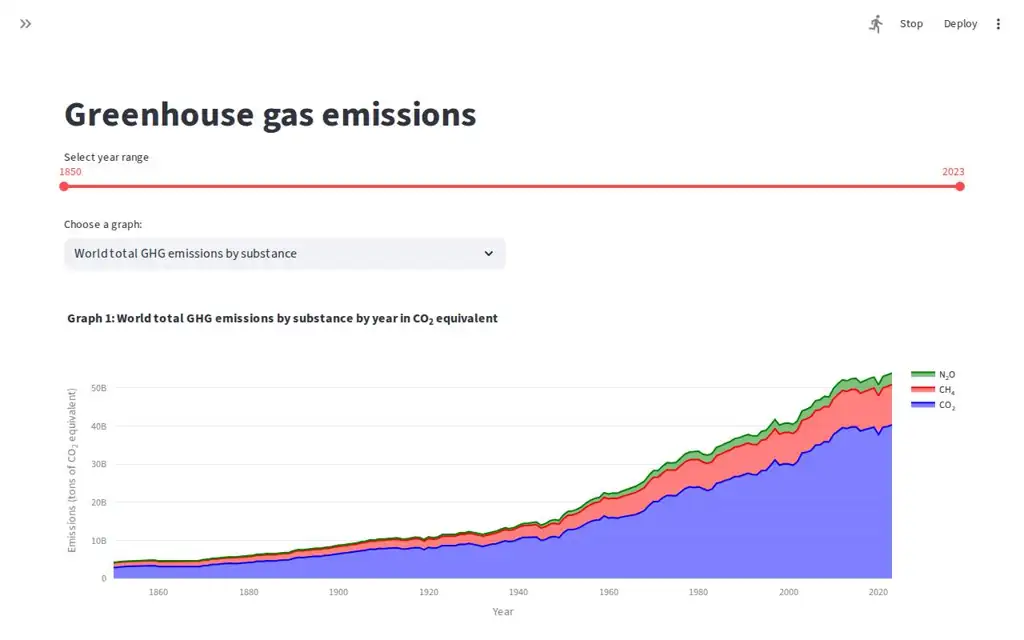 Stop Deploy
Greenhouse gas emissions
Select year range
1850 2023
Choose a graph:
World total GHG emissions by substance
Graph 1: World total GHG emissions by substance by year in CO₂ equivalent
Emissions (tons of CO₂ equivalent)
50B
40B
30B
20B
10B
0
1860 1880 1900 1920 1940 1960 1980 2000 2020
Year
N₂O
CH₄
CO₂